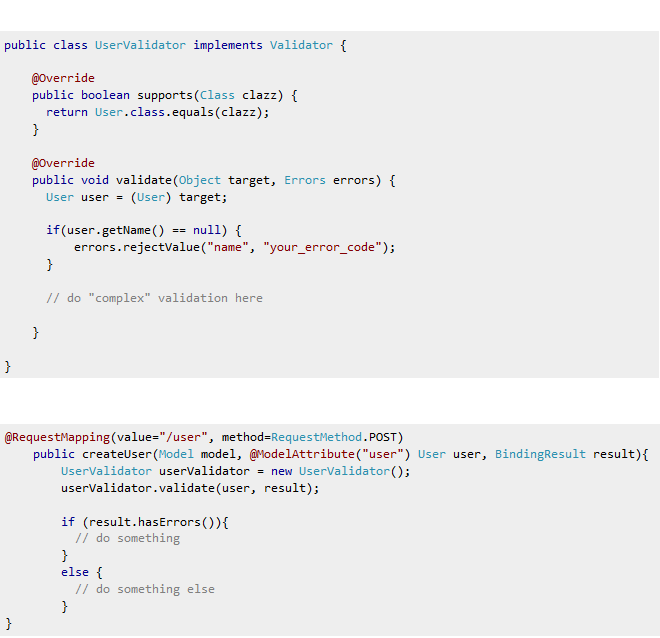 public class UserValidator implements Validator {
@Override
public boolean supports(Class clazz) {
return User.class.equals(clazz);
}
@Override
public void validate(Object target, Errors errors) {
User user = (User) target;
if(user.getName() == null) {
errors.rejectValue("name", "your_error_code");
}
// do "complex" validation here
}
}
@RequestMapping(value="/user", method=RequestMethod.POST)
public createUser(Model model, @ModelAttribute("user") User user, BindingResult result){
UserValidator userValidator = new UserValidator();
userValidator.validate(user, result);
if (result.hasErrors()){
// do something
}
else {
// do something else
}
}